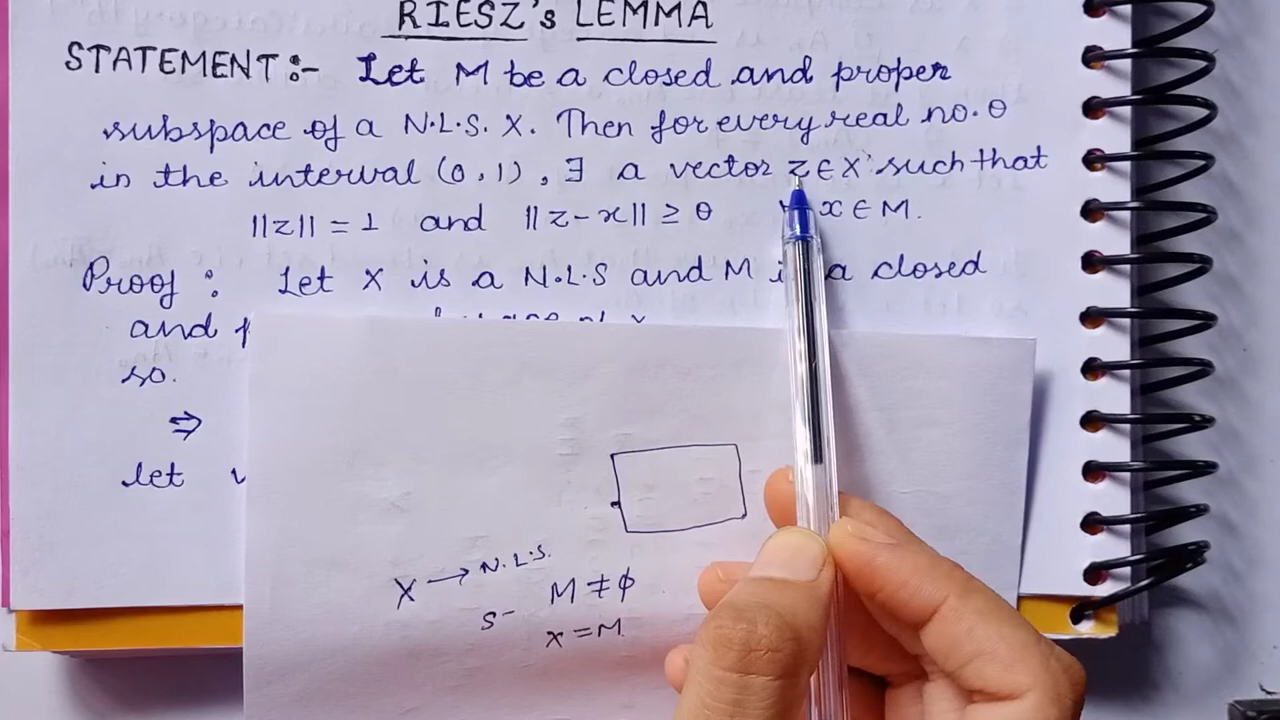 RIESZ's LEMMA
STATEMENT :- Let M be a closed and proper
subspace of a N.L.S. X. Then for every real no. θ
in the interval (0,1), ∃ a vector z ∈ X such that
||z|| = 1 and ||z-x|| ≥ θ x ∈ M.
Proof : Let X is a N.L.S and M is a closed
and
so.
⇒
let
X → N.L.S.
M ≠ ϕ
S-
X = M